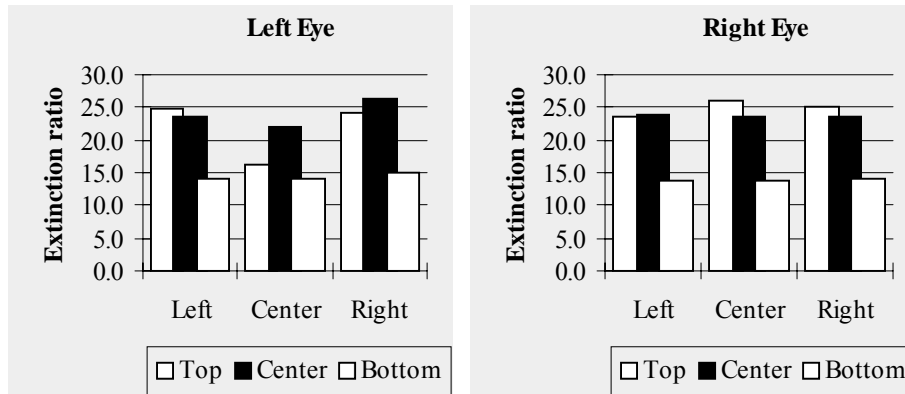 Left Eye
Extinction ratio
30.0
25.0
20.0
15.0
10.0
5.0
0.0
Left Center Right
Top Center Bottom
Right Eye
Extinction ratio
30.0
25.0
20.0
15.0
10.0
5.0
0.0
Left Center Right
Top Center Bottom